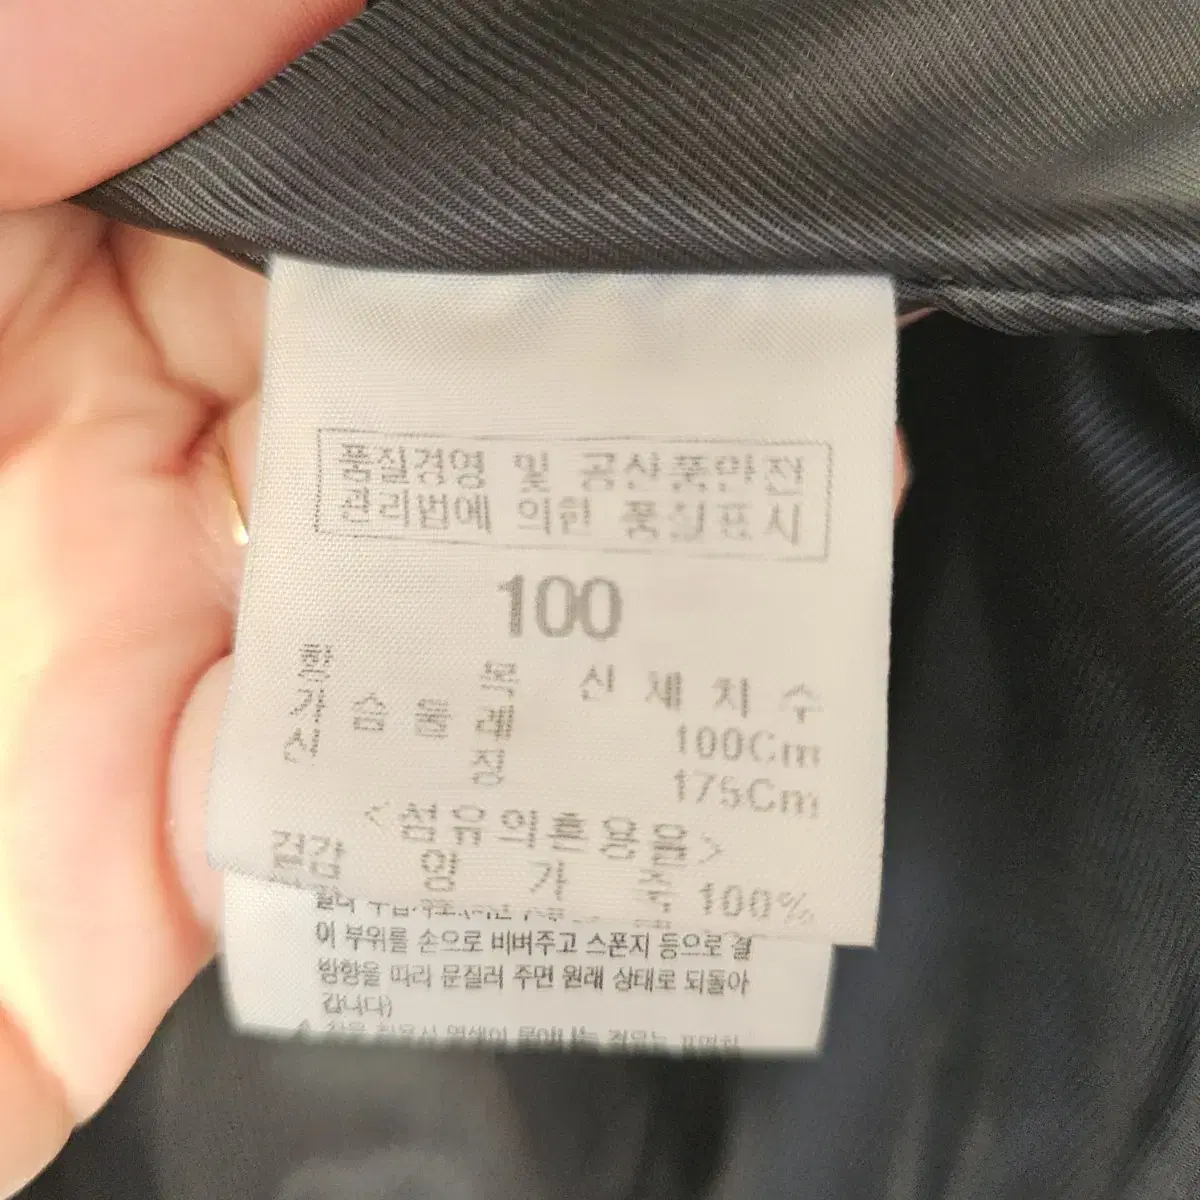 품질경영 및 공산품안전
관리법에 의한 품질표시
100
신 체 치 수
가 슴 둘 레 100Cm
신 장 175Cm
<섬유의혼용율>
겉감 양 가 죽 100%
이 부위를 손으로 비벼주고 스폰지 등으로 결
방향을 따라 문질러 주면 원래 상태로 되돌아
갑니다)